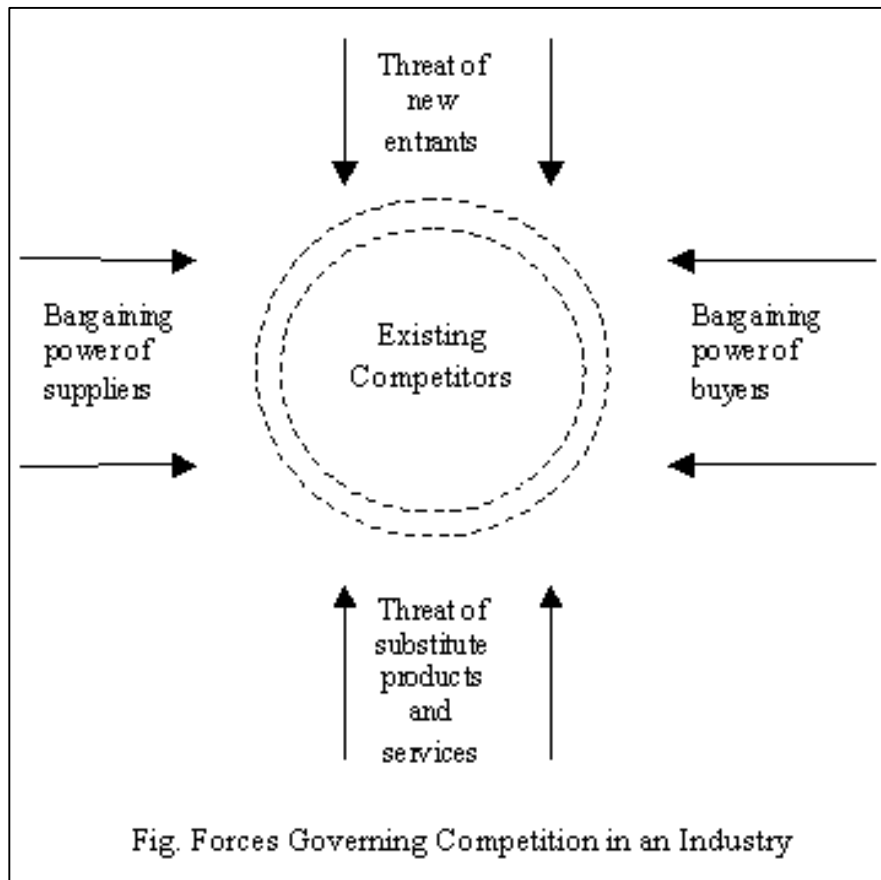 Threat of
new
entrants
Bargaining
power of
suppliers
Existing
Competitors
Bargaining
power of
buyers
Threat of
substitute
products
and
services
Fig. Forces Governing Competition in an Industry